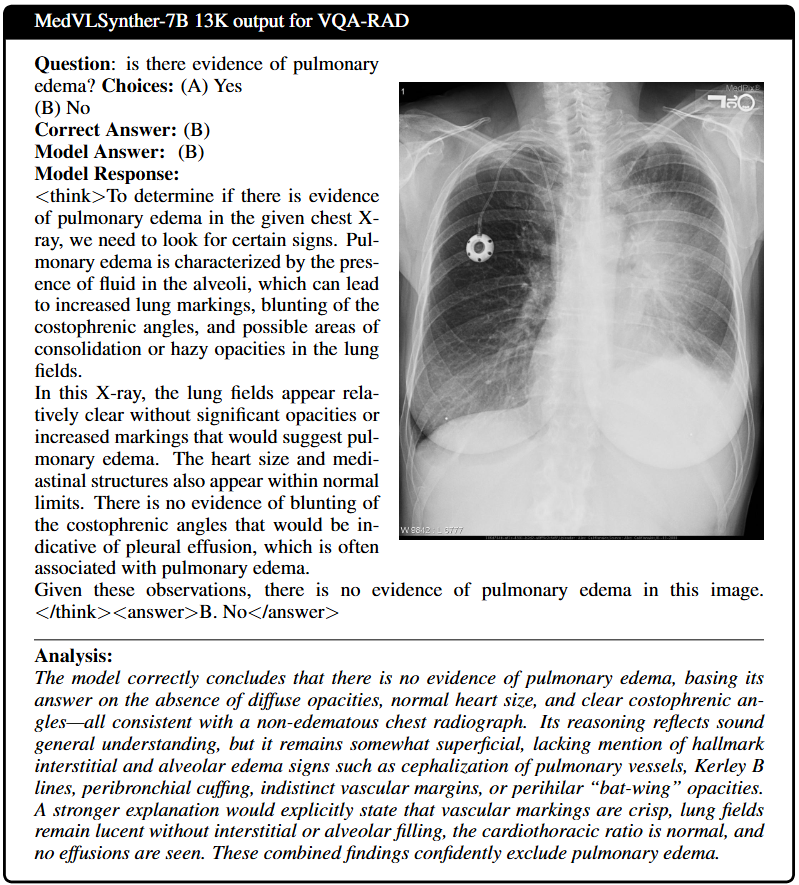 MedVLSynther-7B 13K output for VQA-RAD
Question: is there evidence of pulmonary
edema? Choices: (A) Yes
(B) No
Correct Answer: (B)
Model Answer: (B)
Model Response:
<think>To determine if there is evidence
of pulmonary edema in the given chest X-
ray, we need to look for certain signs. Pul-
monary edema is characterized by the pres-
ence of fluid in the alveoli, which can lead
to increased lung markings, blunting of the
costophrenic angles, and possible areas of
consolidation or hazy opacities in the lung
fields.
In this X-ray, the lung fields appear rela-
tively clear without significant opacities or
increased markings that would suggest pul-
monary edema. The heart size and medi-
astinal structures also appear within normal
limits. There is no evidence of blunting of
the costophrenic angles that would be in-
dicative of pleural effusion, which is often
associated with pulmonary edema.
Given these observations, there is no evidence of pulmonary edema in this image.
</think><answer>B. No</answer>
1
MedPix
Analysis:
The model correctly concludes that there is no evidence of pulmonary edema, basing its
answer on the absence of diffuse opacities, normal heart size, and clear costophrenic an-
gles—all consistent with a non-edematous chest radiograph. Its reasoning reflects sound
general understanding, but it remains somewhat superficial, lacking mention of hallmark
interstitial and alveolar edema signs such as cephalization of pulmonary vessels, Kerley B
lines, peribronchial cuffing, indistinct vascular margins, or perihilar “bat-wing” opacities.
A stronger explanation would explicitly state that vascular markings are crisp, lung fields
remain lucent without interstitial or alveolar filling, the cardiothoracic ratio is normal, and
no effusions are seen. These combined findings confidently exclude pulmonary edema.